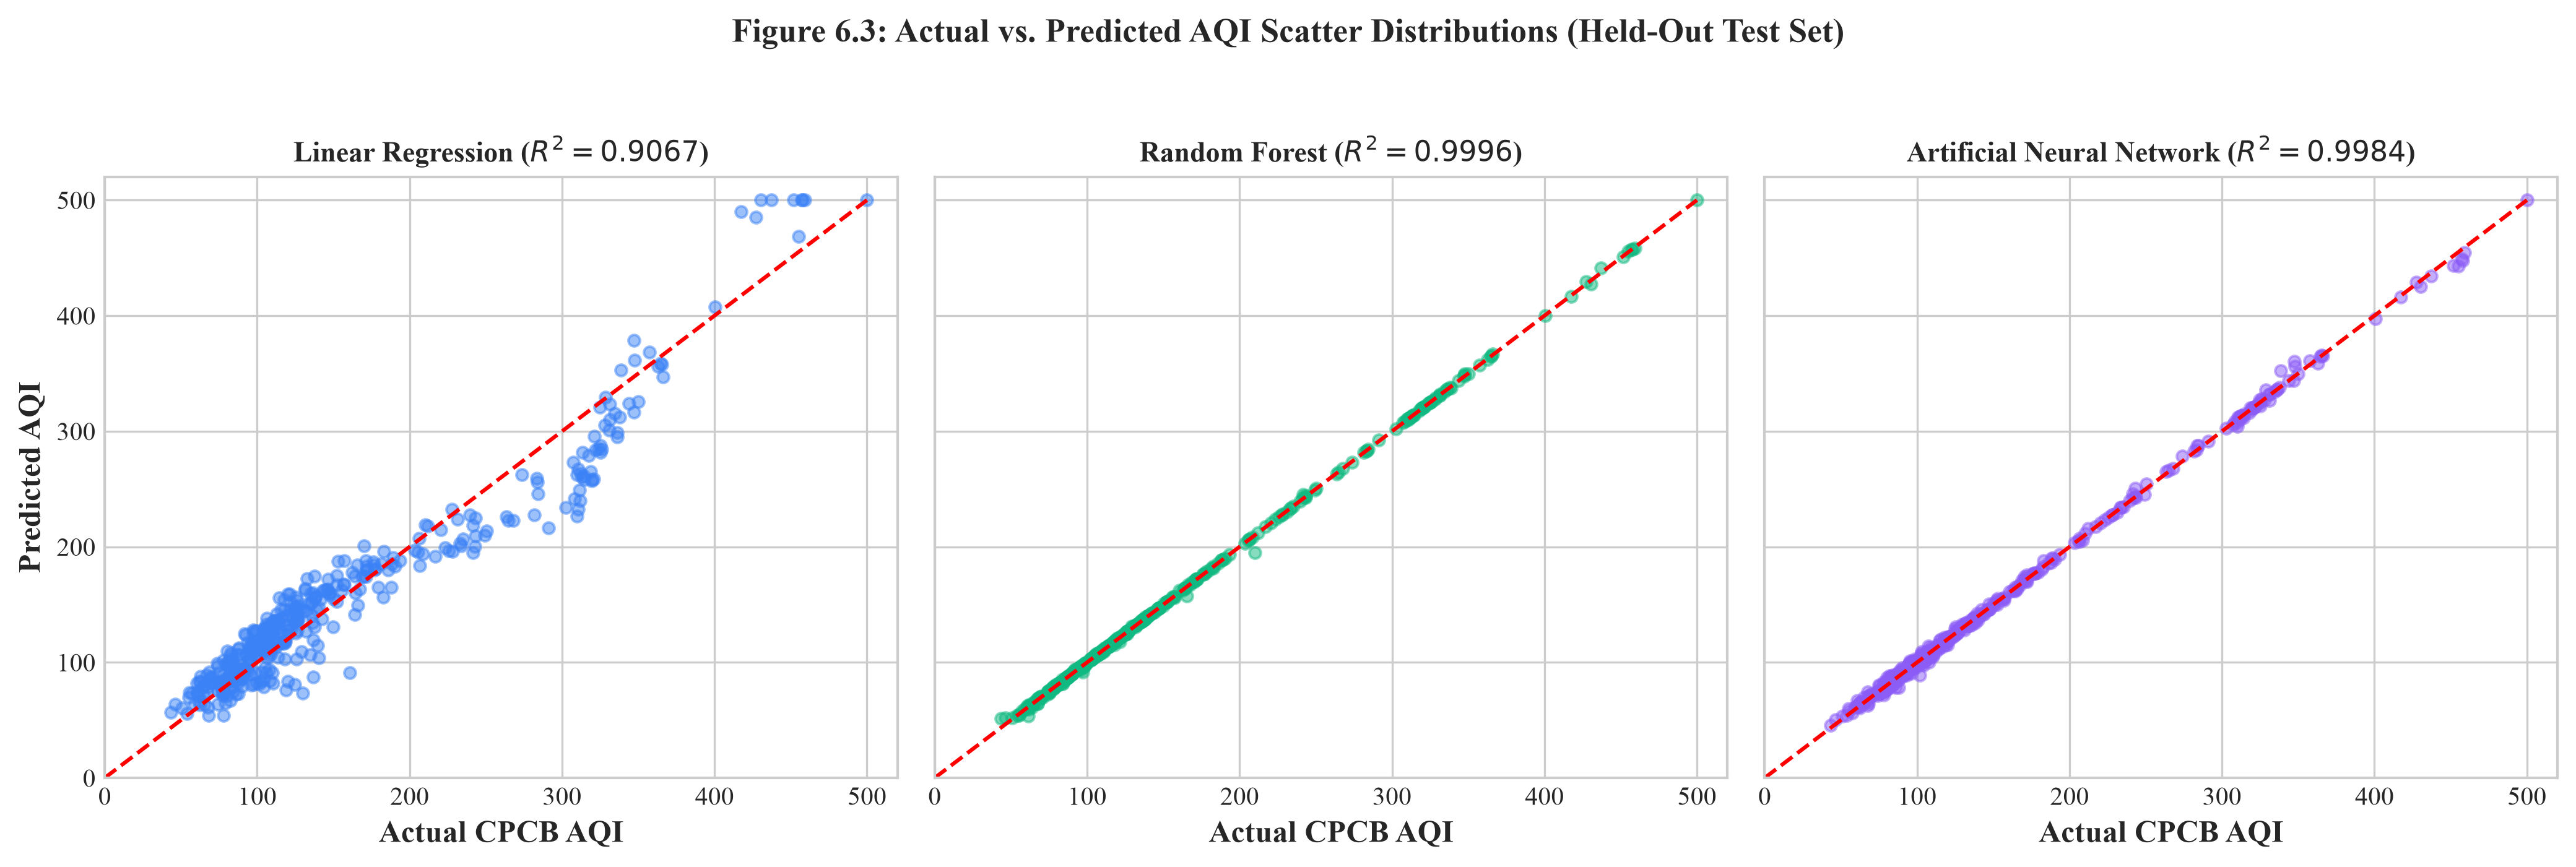 Figure 6.3: Actual vs. Predicted AQI Scatter Distributions (Held-Out Test Set)
Linear Regression (R² = 0.9067)
Random Forest (R² = 0.9996)
Artificial Neural Network (R² = 0.9984)
Predicted AQI
500
400
300
200
100
0
0 100 200 300 400 500
0 100 200 300 400 500
0 100 200 300 400 500
Actual CPCB AQI
Actual CPCB AQI
Actual CPCB AQI